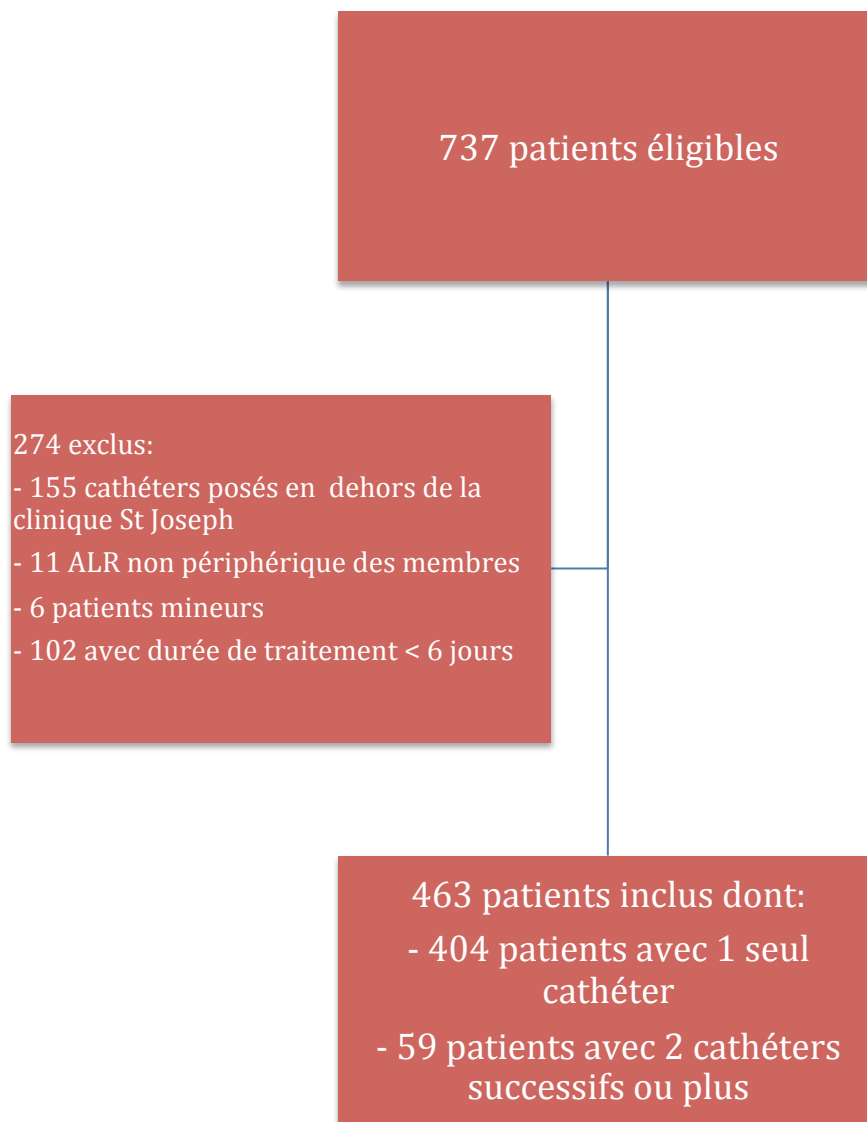 737 patients éligibles
274 exclus:
- 155 cathéters posés en  dehors de la
clinique St Joseph
- 11 ALR non périphérique des membres
- 6 patients mineurs
- 102 avec durée de traitement < 6 jours
463 patients inclus dont:
- 404 patients avec 1 seul
cathéter
- 59 patients avec 2 cathéters
successifs ou plus